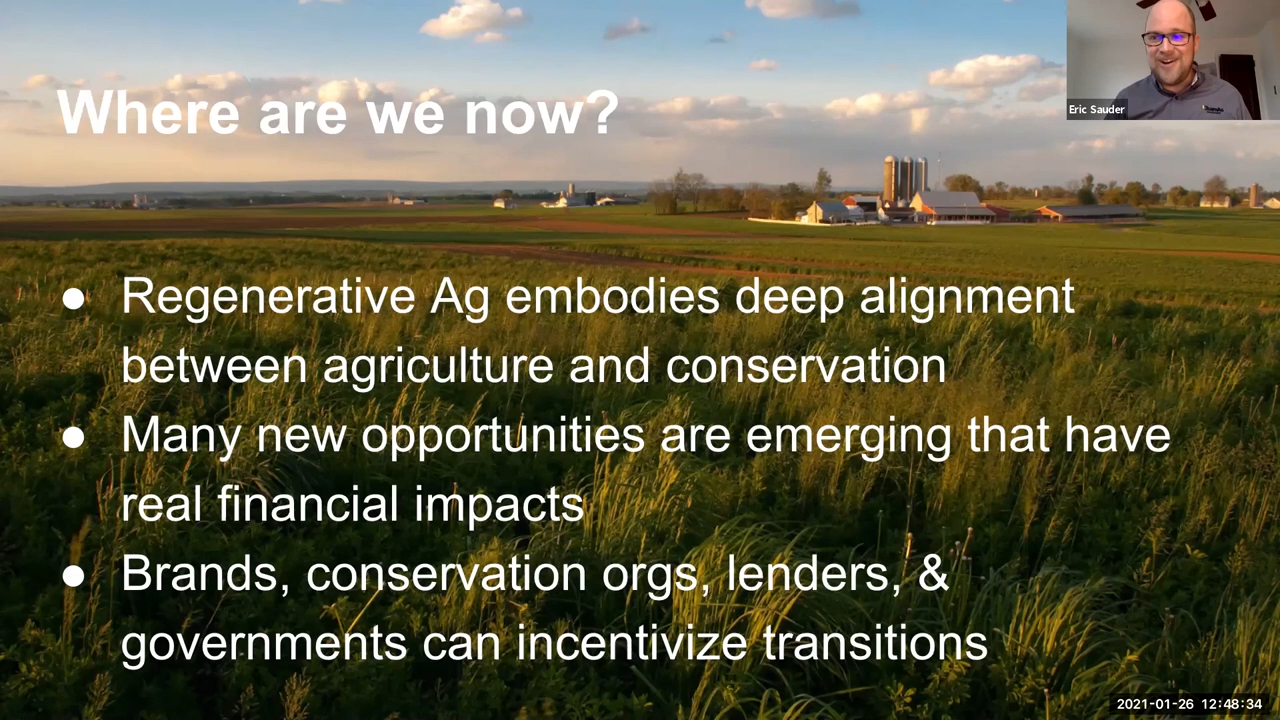 Where are we now?
Eric Sauder
● Regenerative Ag embodies deep alignment
between agriculture and conservation
● Many new opportunities are emerging that have
real financial impacts
● Brands, conservation orgs, lenders, &
governments can incentivize transitions
2021-01-26 12:48:34